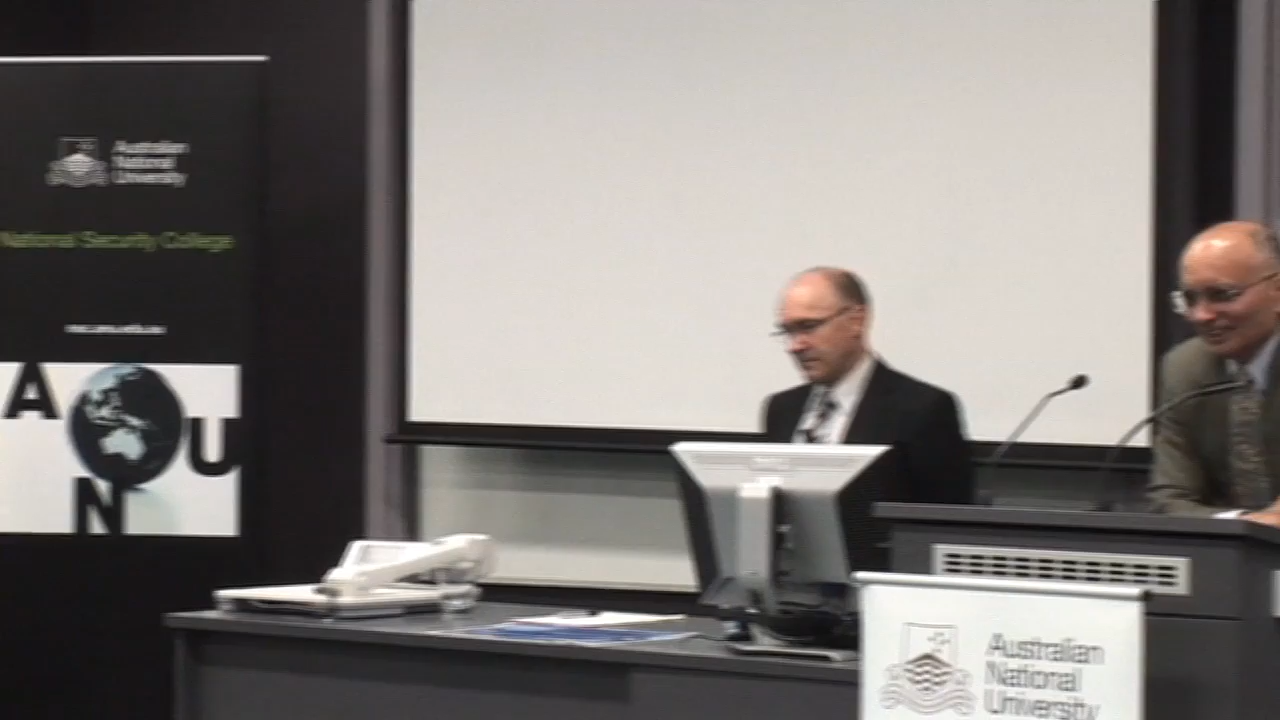 Australian
National
University
National Security College
A
U
N
Australian
National
University